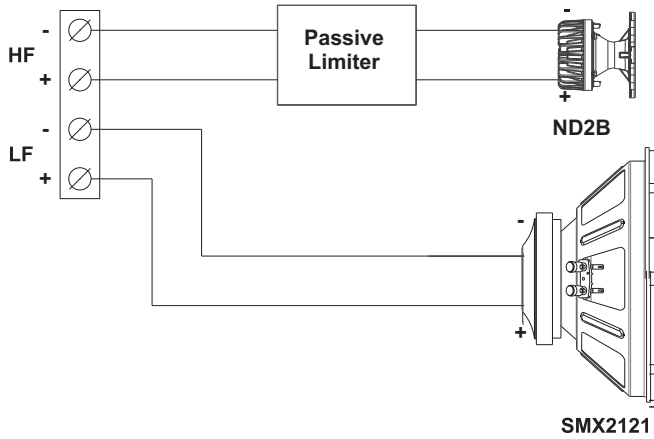 -
HF
+
-
LF
+
Passive
Limiter
-
+
ND2B
-
+
SMX2121